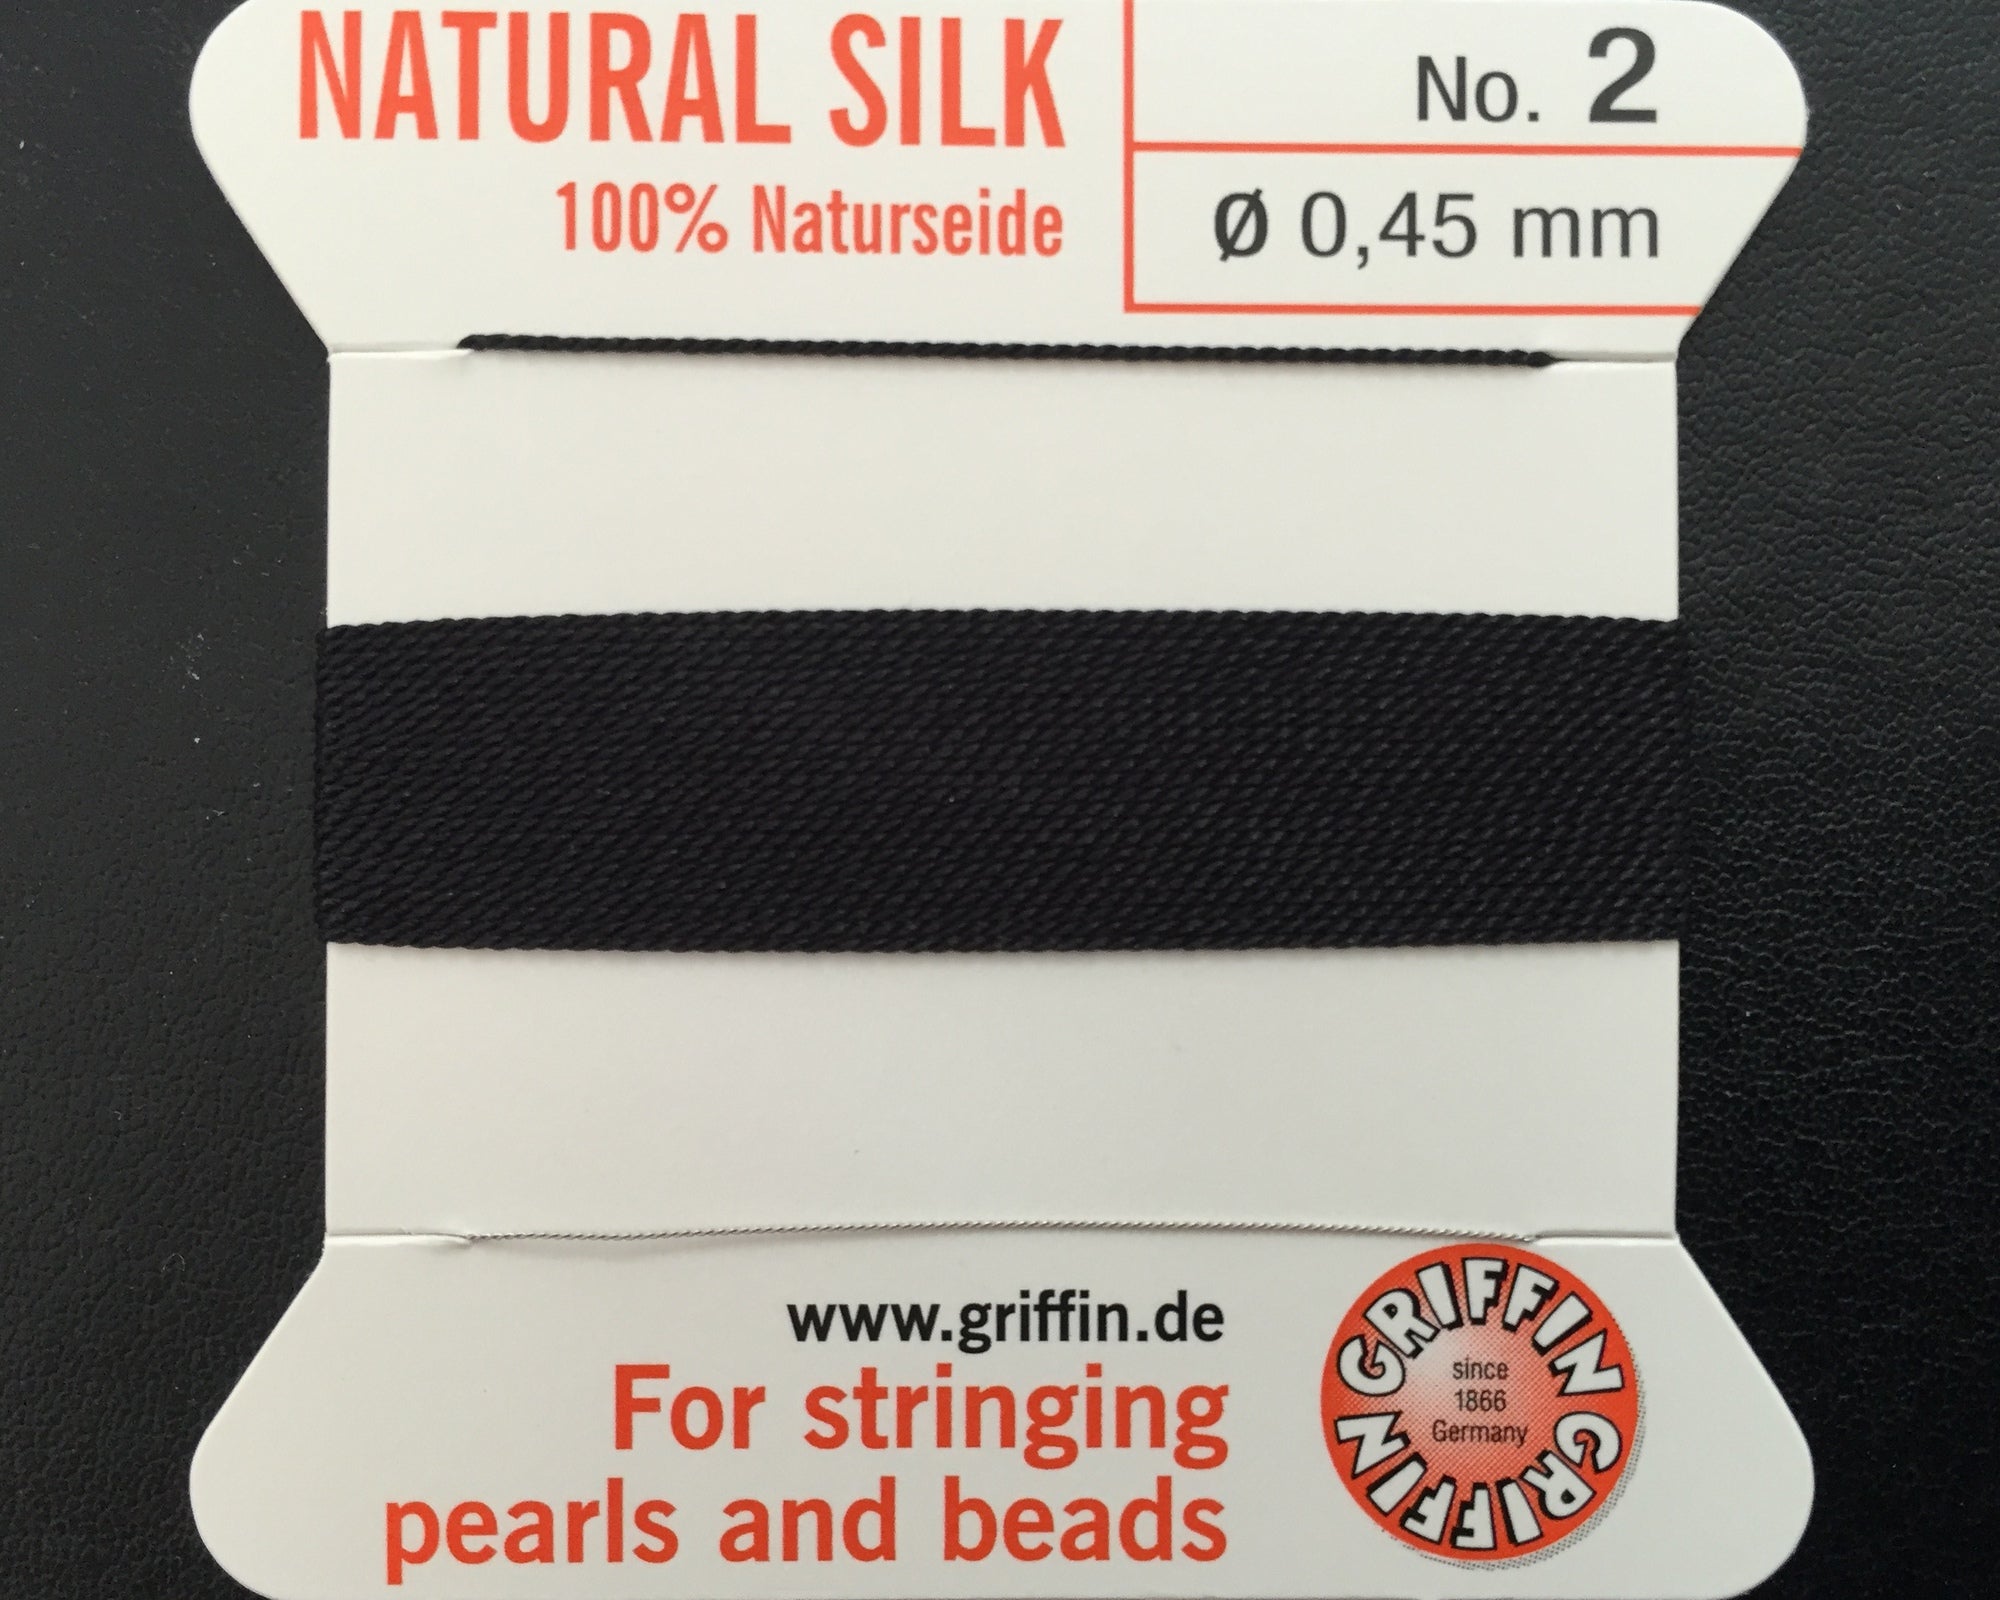 NATURAL SILK
100% Naturseide
No. 2
Ø 0,45 mm
www.griffin.de
For stringing
pearls and beads
GRIFFIN GRIFFIN GRIFFIN
since
1866
Germany